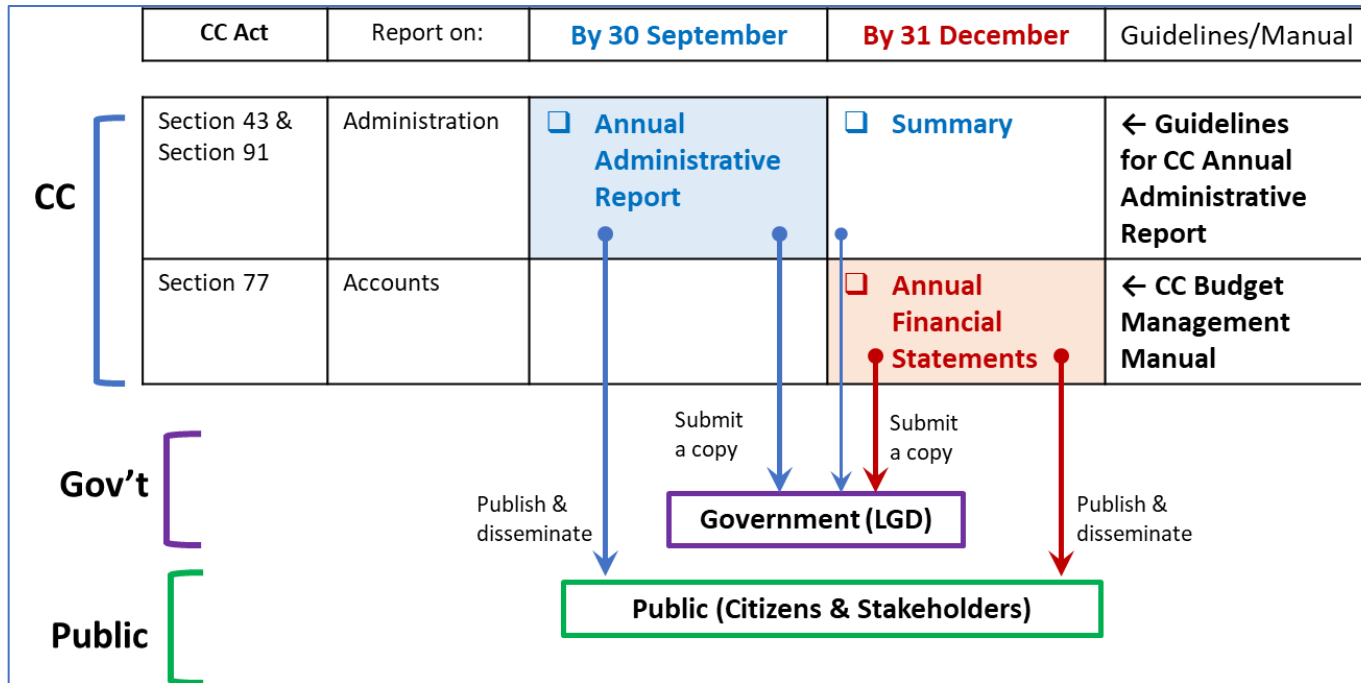 CC Act
Report on:
By 30 September
By 31 December
Guidelines/Manual
CC
Section 43 &
Section 91
Administration
❑ Annual
Administrative
Report
❑ Summary
← Guidelines
for CC Annual
Administrative
Report
Section 77
Accounts
❑ Annual
Financial
Statements
← CC Budget
Management
Manual
Gov’t
Submit
a copy
Submit
a copy
Publish &
disseminate
Government (LGD)
Publish &
disseminate
Public
Public (Citizens & Stakeholders)